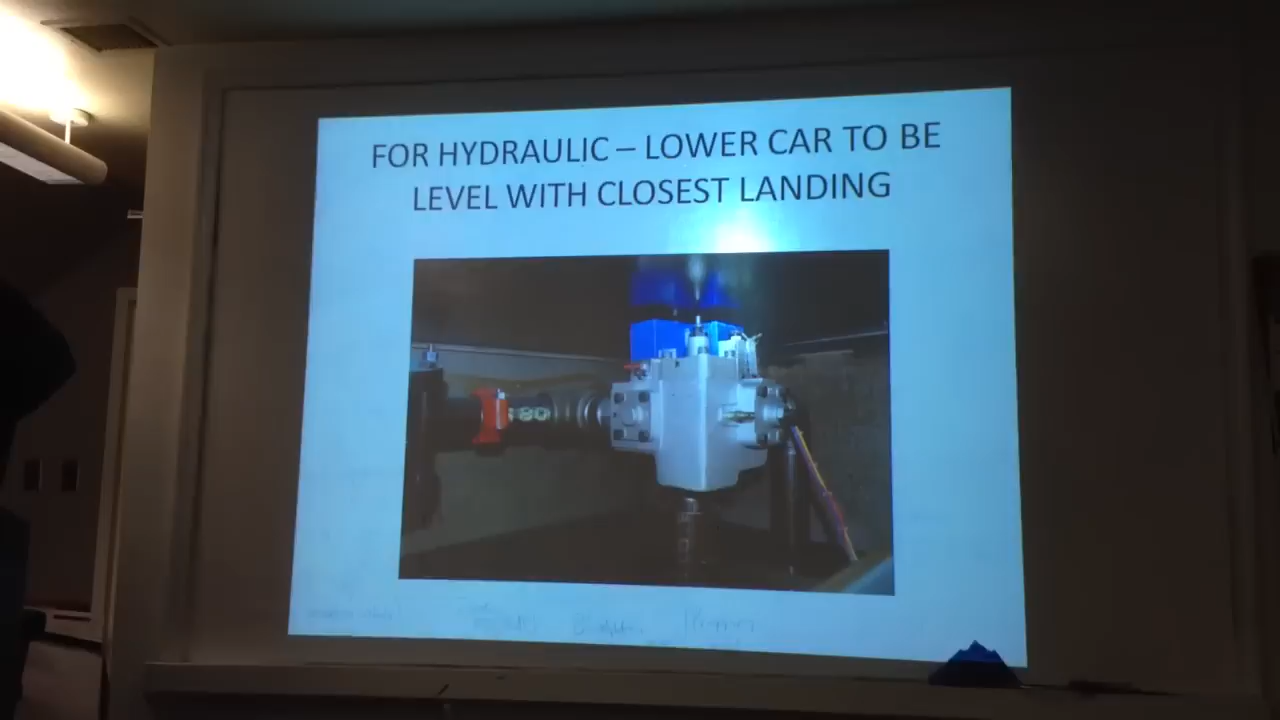 FOR HYDRAULIC – LOWER CAR TO BE
LEVEL WITH CLOSEST LANDING